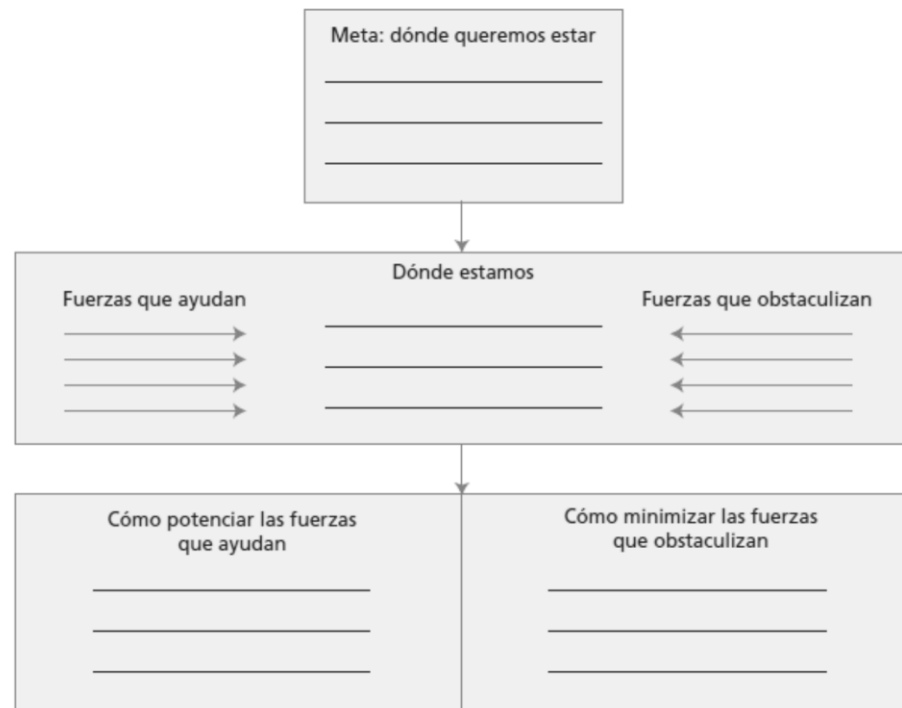 Meta: dónde queremos estar
Dónde estamos
Fuerzas que ayudan
Fuerzas que obstaculizan
Cómo potenciar las fuerzas
que ayudan
Cómo minimizar las fuerzas
que obstaculizan